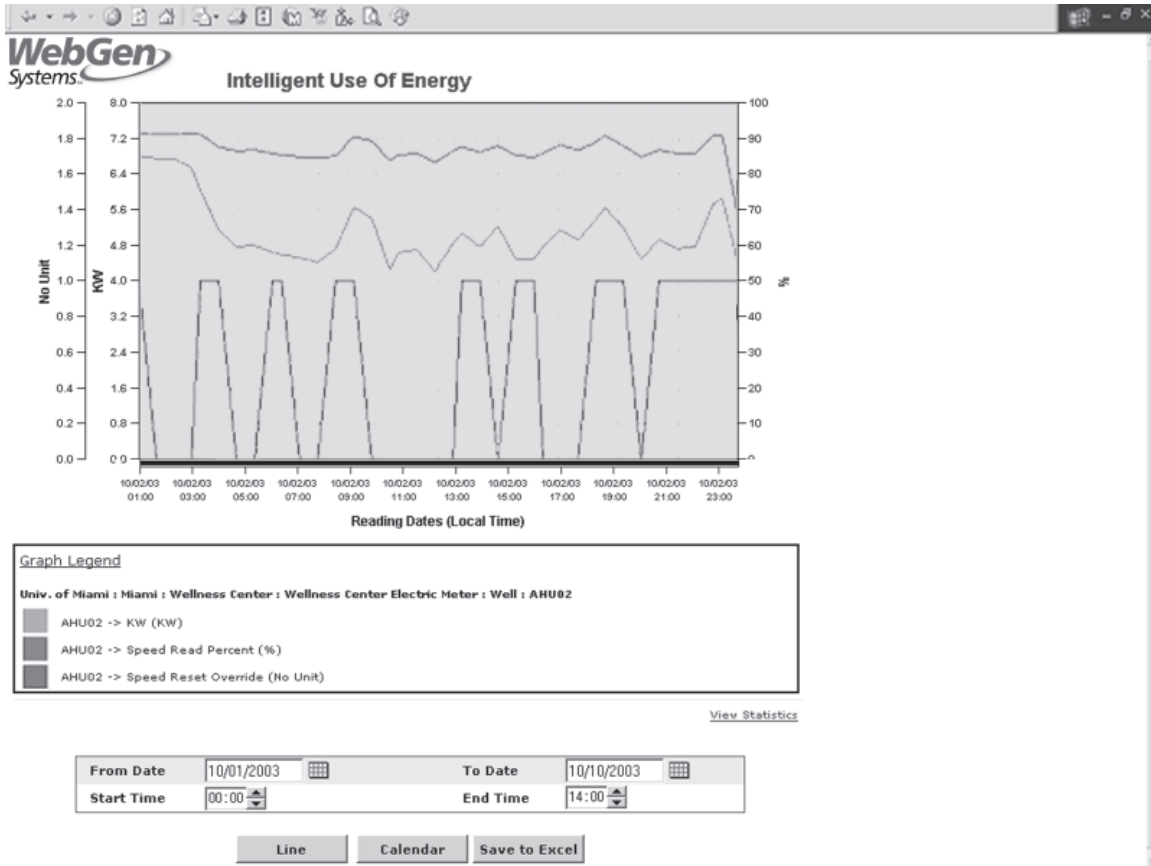 WebGen
Systems
Intelligent Use Of Energy
2.0
1.8
1.6
1.4
1.2
1.0
0.8
0.6
0.4
0.2
0.0
No Unit
8.0
7.2
6.4
5.6
4.8
4.0
3.2
2.4
1.6
0.8
0.0
KW
100
90
80
70
60
50
40
30
20
10
0
%
10/02/03 10/02/03 10/02/03 10/02/03 10/02/03 10/02/03 10/02/03 10/02/03 10/02/03 10/02/03 10/02/03 10/02/03
01:00 03:00 05:00 07:00 09:00 11:00 13:00 15:00 17:00 19:00 21:00 23:00
Reading Dates (Local Time)
Graph Legend
Univ. of Miami : Miami : Wellness Center : Wellness Center Electric Meter : Well : AHU02
AHU02 -> KW (KW)
AHU02 -> Speed Read Percent (%)
AHU02 -> Speed Reset Override (No Unit)
View Statistics
From Date 10/01/2003 To Date 10/10/2003
Start Time 00:00 End Time 14:00
Line Calendar Save to Excel